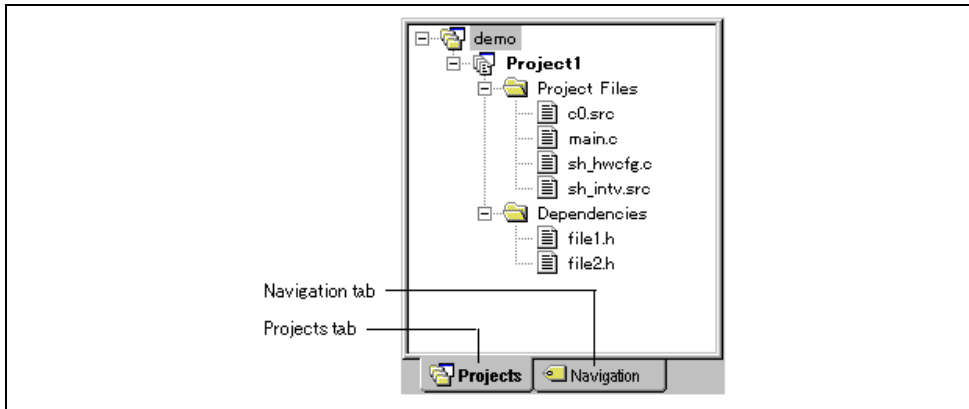 demo
Project1
Project Files
c0.src
main.c
sh_hwcfg.c
sh_intv.src
Dependencies
file1.h
file2.h
Navigation tab
Projects tab
Projects
Navigation